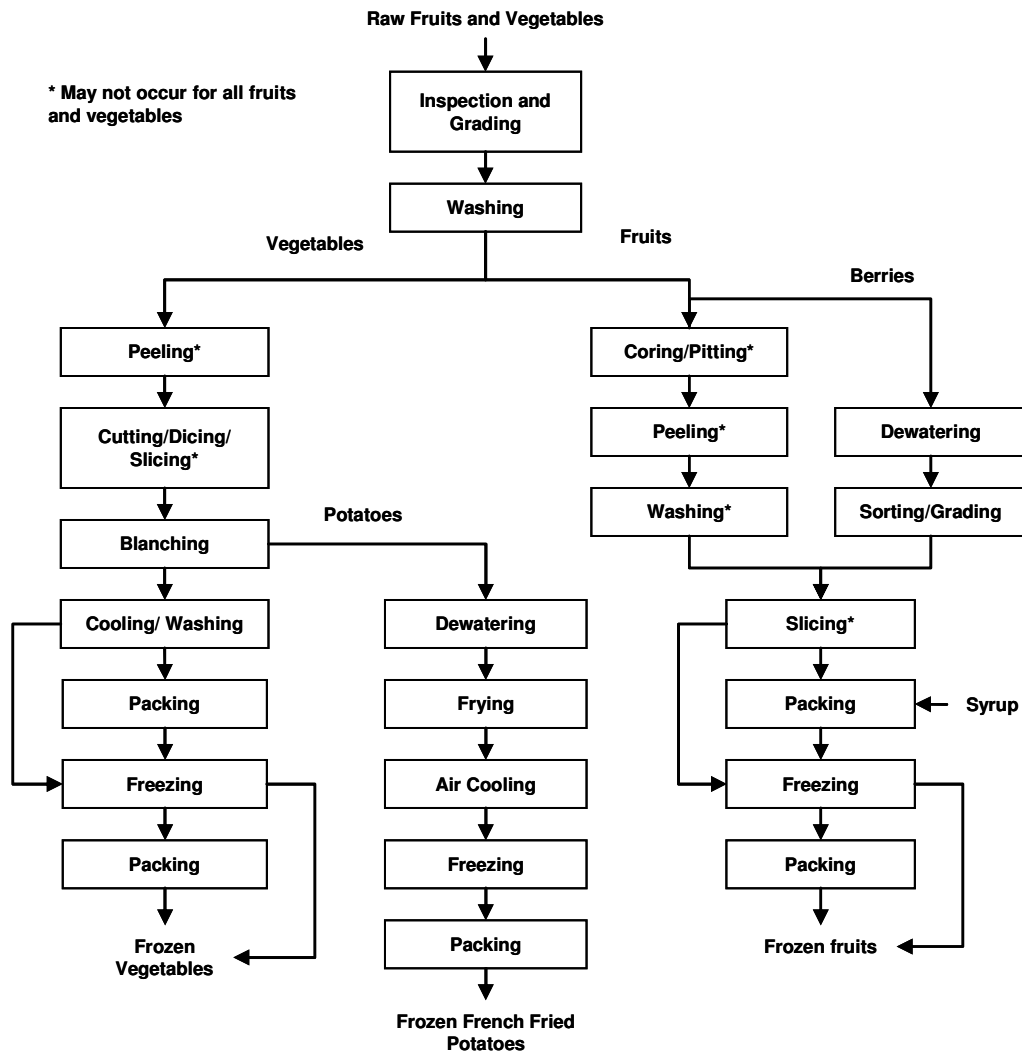 Raw Fruits and Vegetables
* May not occur for all fruits
and vegetables
Inspection and
Grading
Washing
Vegetables
Fruits
Berries
Peeling*
Coring/Pitting*
Cutting/Dicing/
Slicing*
Peeling*
Dewatering
Potatoes
Washing*
Sorting/Grading
Blanching
Cooling/ Washing
Dewatering
Slicing*
Packing
Frying
Packing
Syrup
Freezing
Air Cooling
Freezing
Packing
Freezing
Packing
Frozen
Vegetables
Packing
Frozen fruits
Frozen French Fried
Potatoes